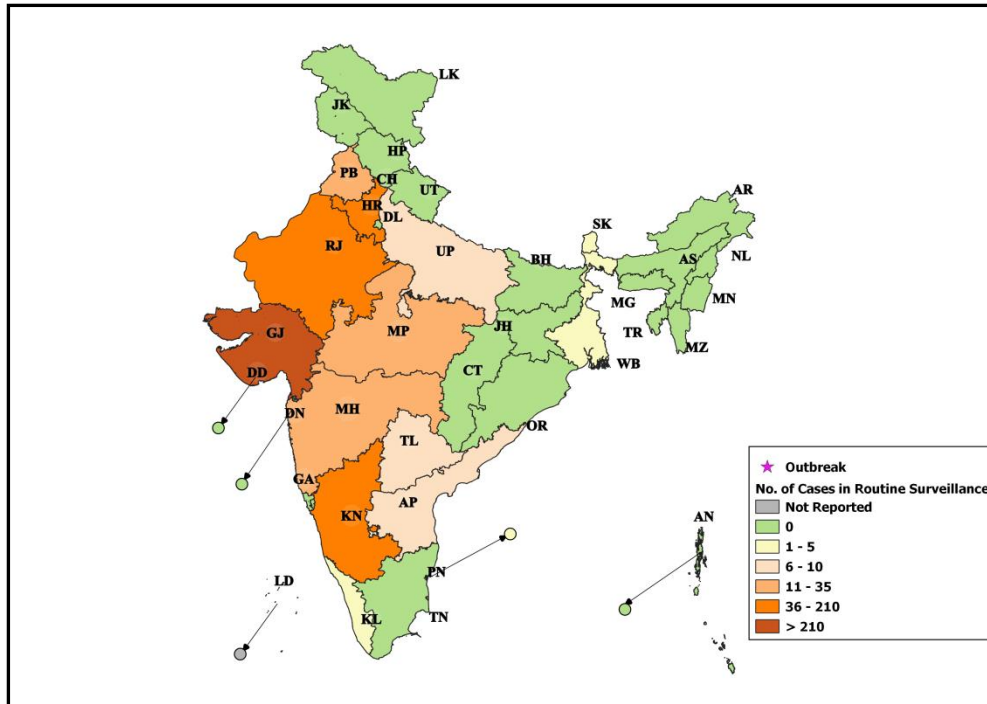 LK
JK
HP
PB
CH
UT
AR
HR
DL
SK
RJ
UP
BH
AS
NL
MG
MN
GJ
MP
JH
TR
MZ
DD
CT
WB
DN
MH
OR
TL
GA
AP
KN
AN
PN
LD
KL
TN
Outbreak
No. of Cases in Routine Surveillance
Not Reported
0
1 - 5
6 - 10
11 - 35
36 - 210
> 210